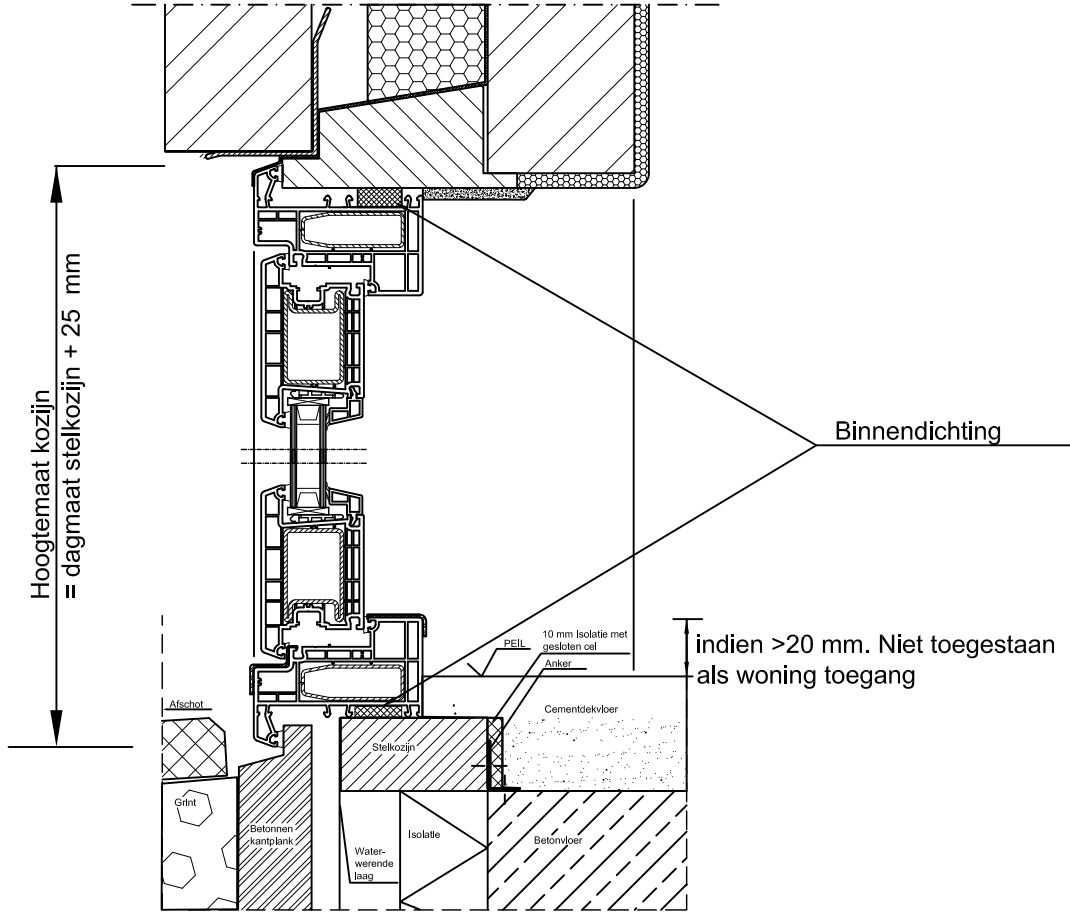 Hoogtemaat kozijn
= dagmaat stelkozijn + 25 mm
Binnendichting
PEIL
10 mm Isolatie met
gesloten cel
Anker
indien >20 mm. Niet toegestaan
als woning toegang
Afschot
Cementdekvloer
Stelkozijn
Grint
Betonnen
kantplank
Isolatie
Betonvloer
Water-
werende
laag